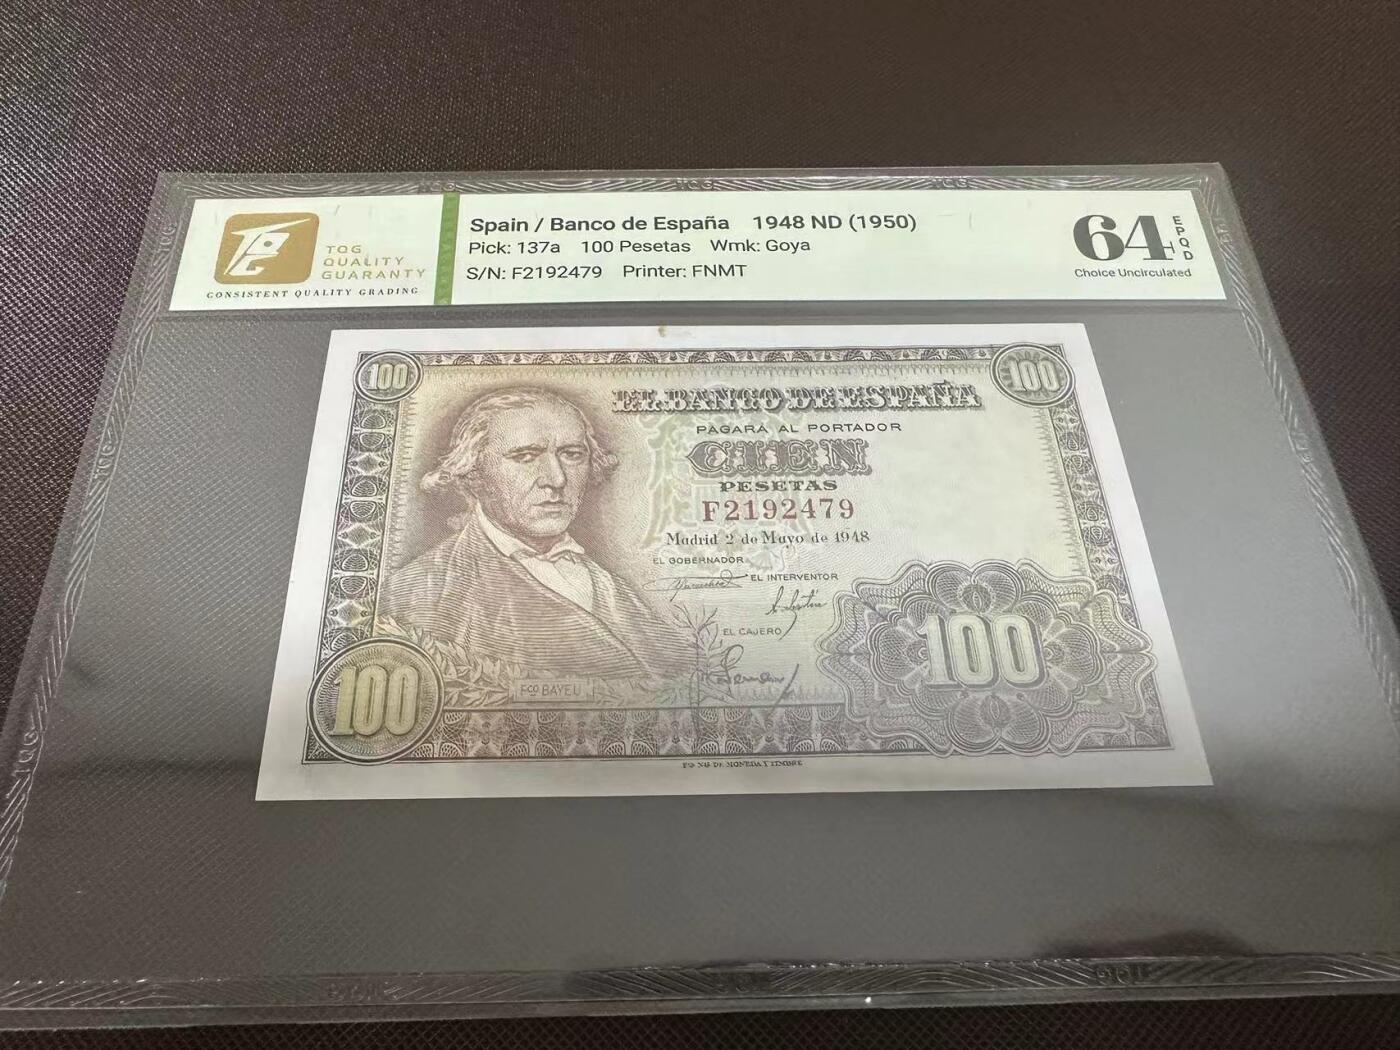 TQG
QUALITY
GUARANTY
CONSISTENT QUALITY GRADING
Spain / Banco de España 1948 ND (1950)
Pick: 137a 100 Pesetas Wmk: Goya
S/N: F2192479 Printer: FNMT
64
EPQD
Choice Uncirculated
100
100
EL BANCO DE ESPAÑA
PAGARÁ AL PORTADOR
CIEN
PESETAS
F2192479
Madrid 2 de Mayo de 1948
EL GOBERNADOR
EL INTERVENTOR
EL CAJERO
FCO BAYEU
100
100